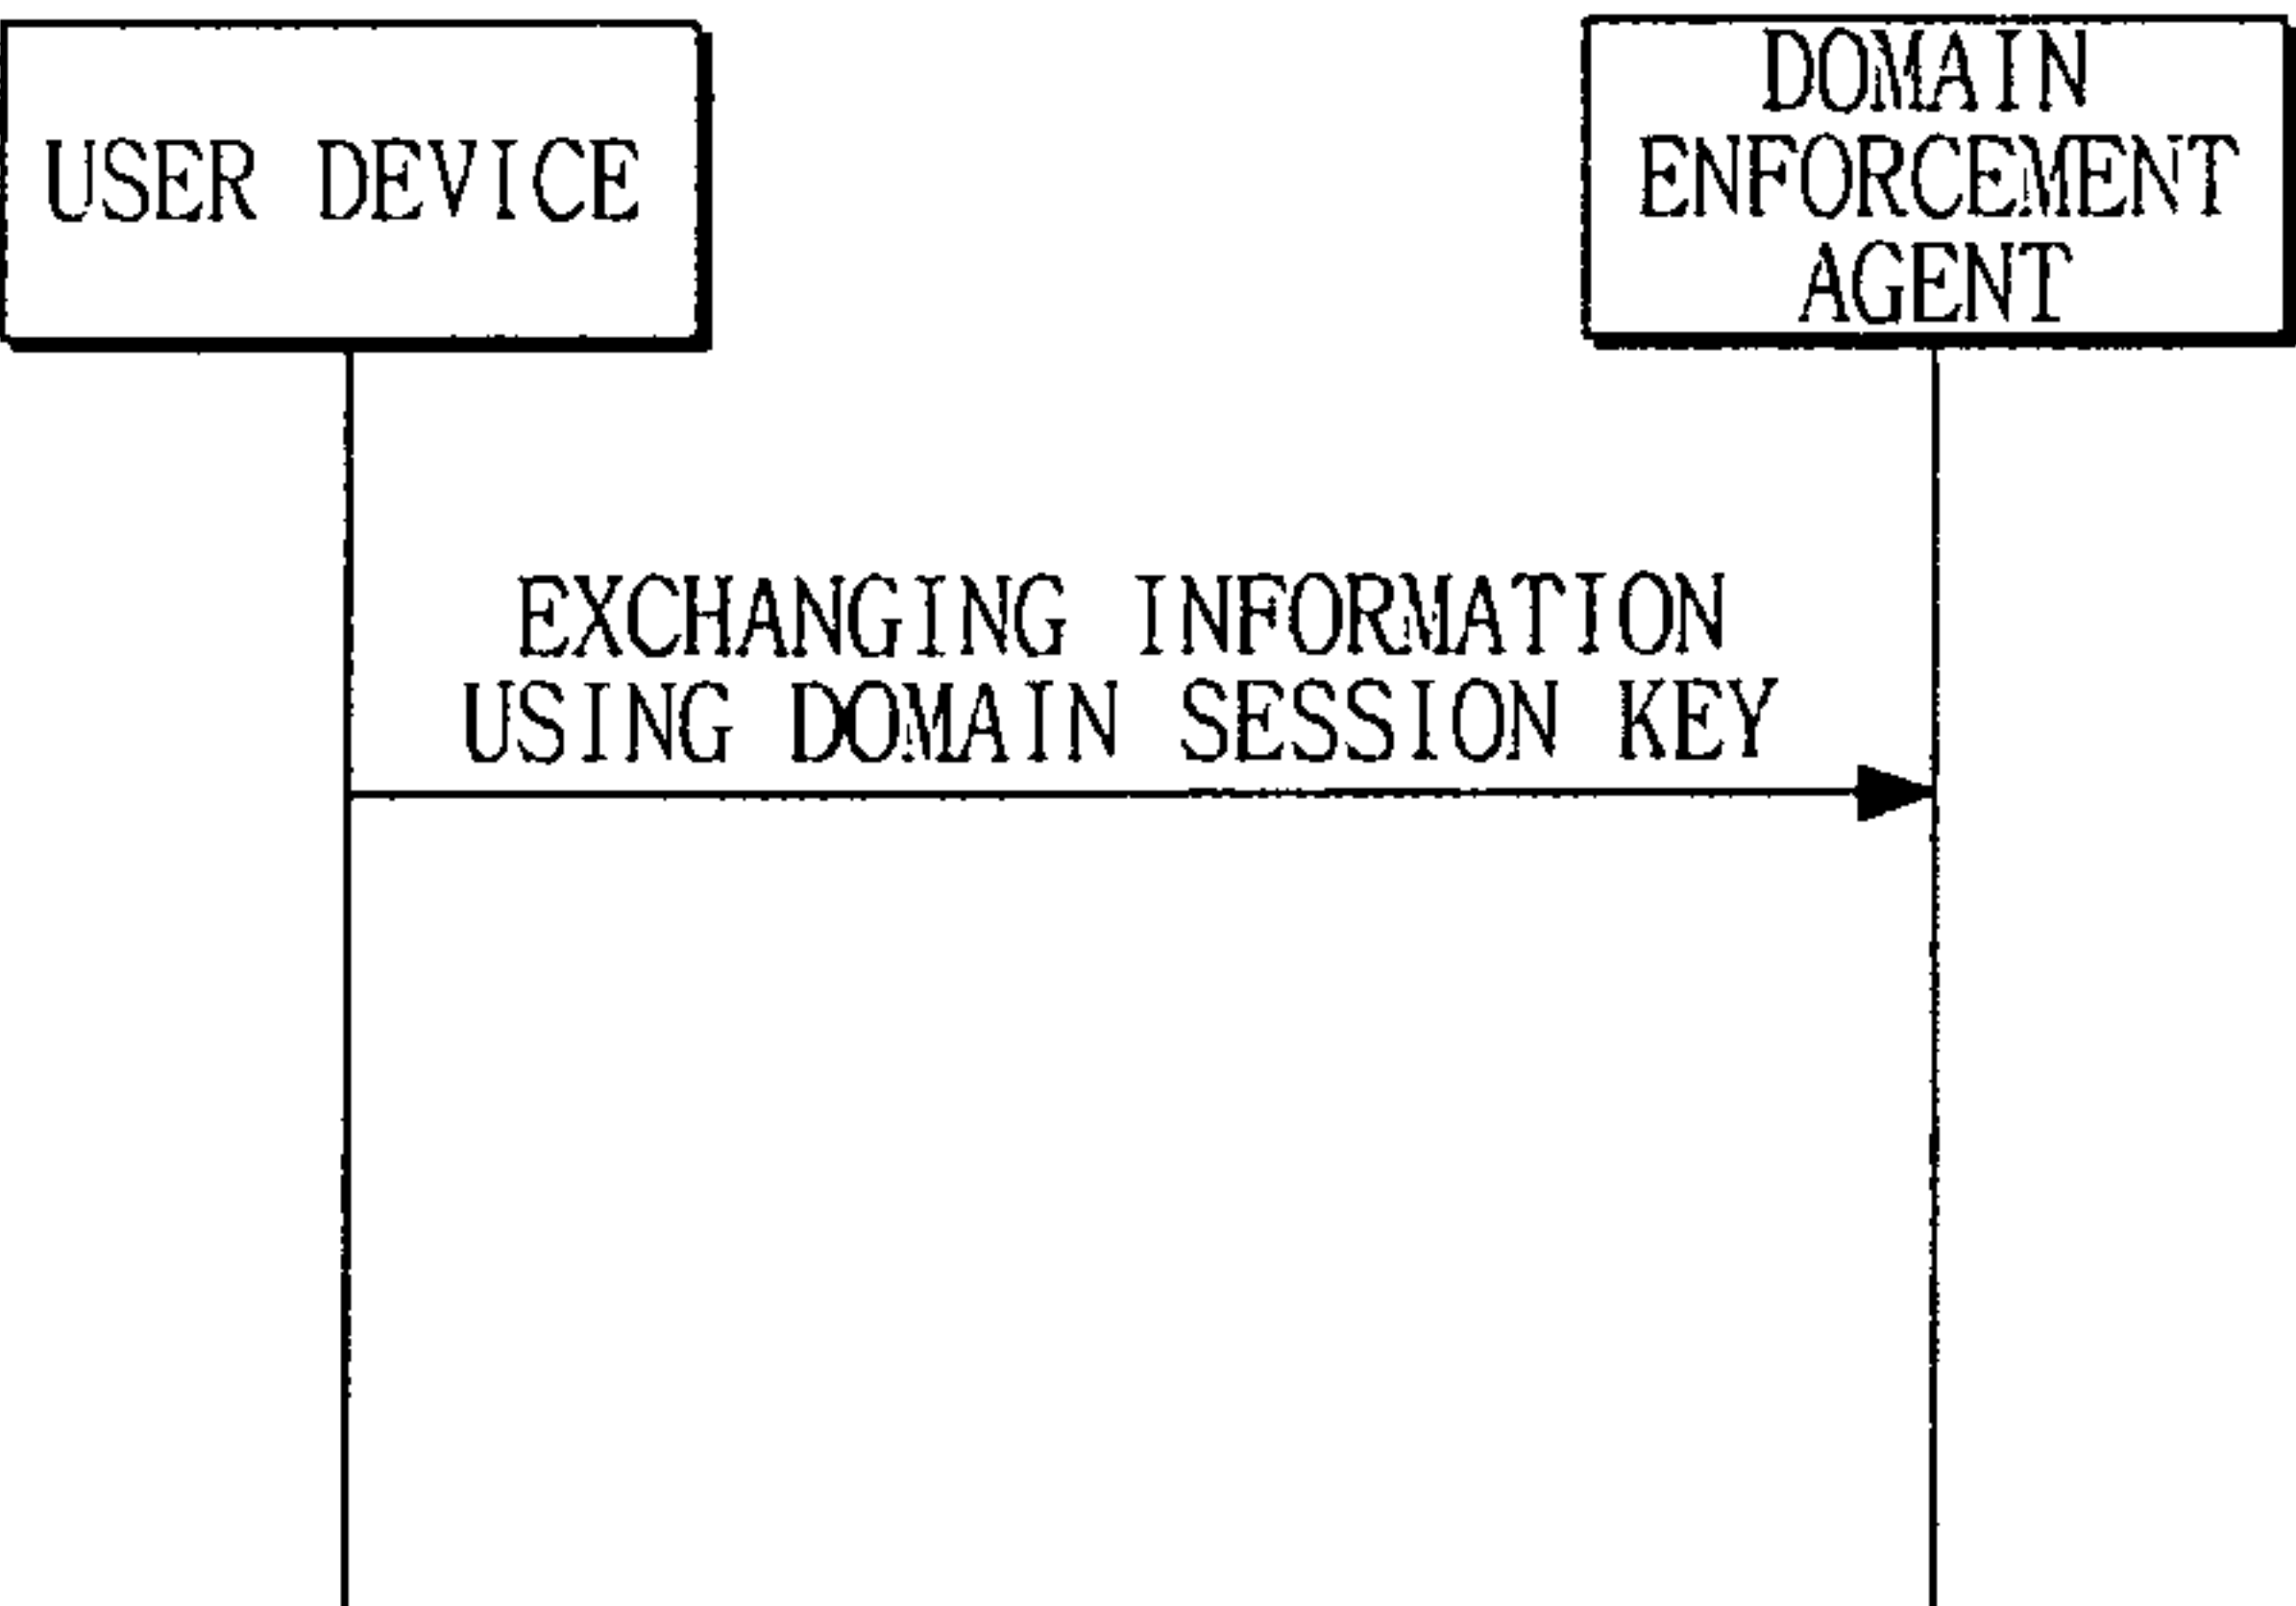 USER DEVICE
DOMAIN
ENFORCEMENT
AGENT
EXCHANGING INFORMATION
USING DOMAIN SESSION KEY